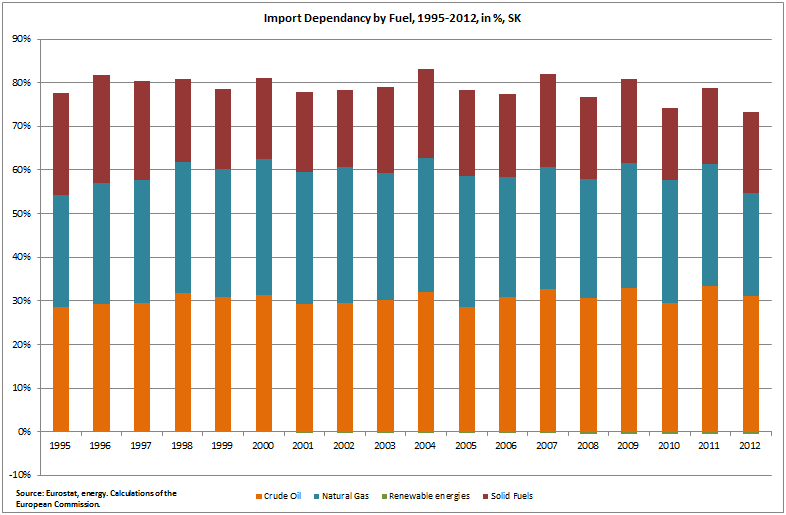 Import Dependancy by Fuel, 1995-2012, in %, SK
90%
80%
70%
60%
50%
40%
30%
20%
10%
0%
-10%
1995 1996 1997 1998 1999 2000 2001 2002 2003 2004 2005 2006 2007 2008 2009 2010 2011 2012
Source: Eurostat, energy. Calculations of the
European Commission.
Crude Oil Natural Gas Renewable energies Solid Fuels